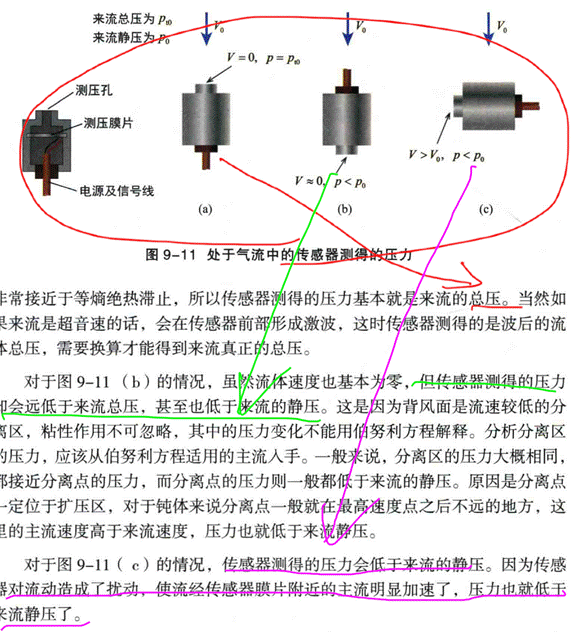 来流总压为 pt0
来流静压为 p0
V0
V0
V0
V=0, p=pt0
测压孔
测压膜片
电源及信号线
V≈0, p<p0
V>V0, p<p0
(a)
(b)
(c)
图 9-11 处于气流中的传感器测得的压力
非常接近于等熵绝热滞止，所以传感器测得的压力基本就是来流的总压。当然如
果来流是超音速的话，会在传感器前部形成激波，这时传感器测得的是波后的流
体总压，需要换算才能得到来流真正的总压。
对于图 9-11（b）的情况，虽然流体速度也基本为零，但传感器测得的压力
却会远低于来流总压，甚至也低于来流的静压。这是因为背风面是流速较低的分
离区，粘性作用不可忽略，其中的压力变化不能用伯努利方程解释。分析分离区
的压力，应该从伯努利方程适用的主流入手。一般来说，分离区的压力大概相同，
都接近分离点的压力，而分离点的压力则一般都低于来流的静压。原因是分离点
一定位于扩压区，对于钝体来说分离点一般就在最高速度点之后不远的地方，这
里的主流速度高于来流速度，压力也就低于来流静压。
对于图 9-11（c）的情况，传感器测得的压力会低于来流的静压。因为传感
器对流动造成了扰动，使流经传感器膜片附近的主流明显加速了，压力也就低于
来流静压了。